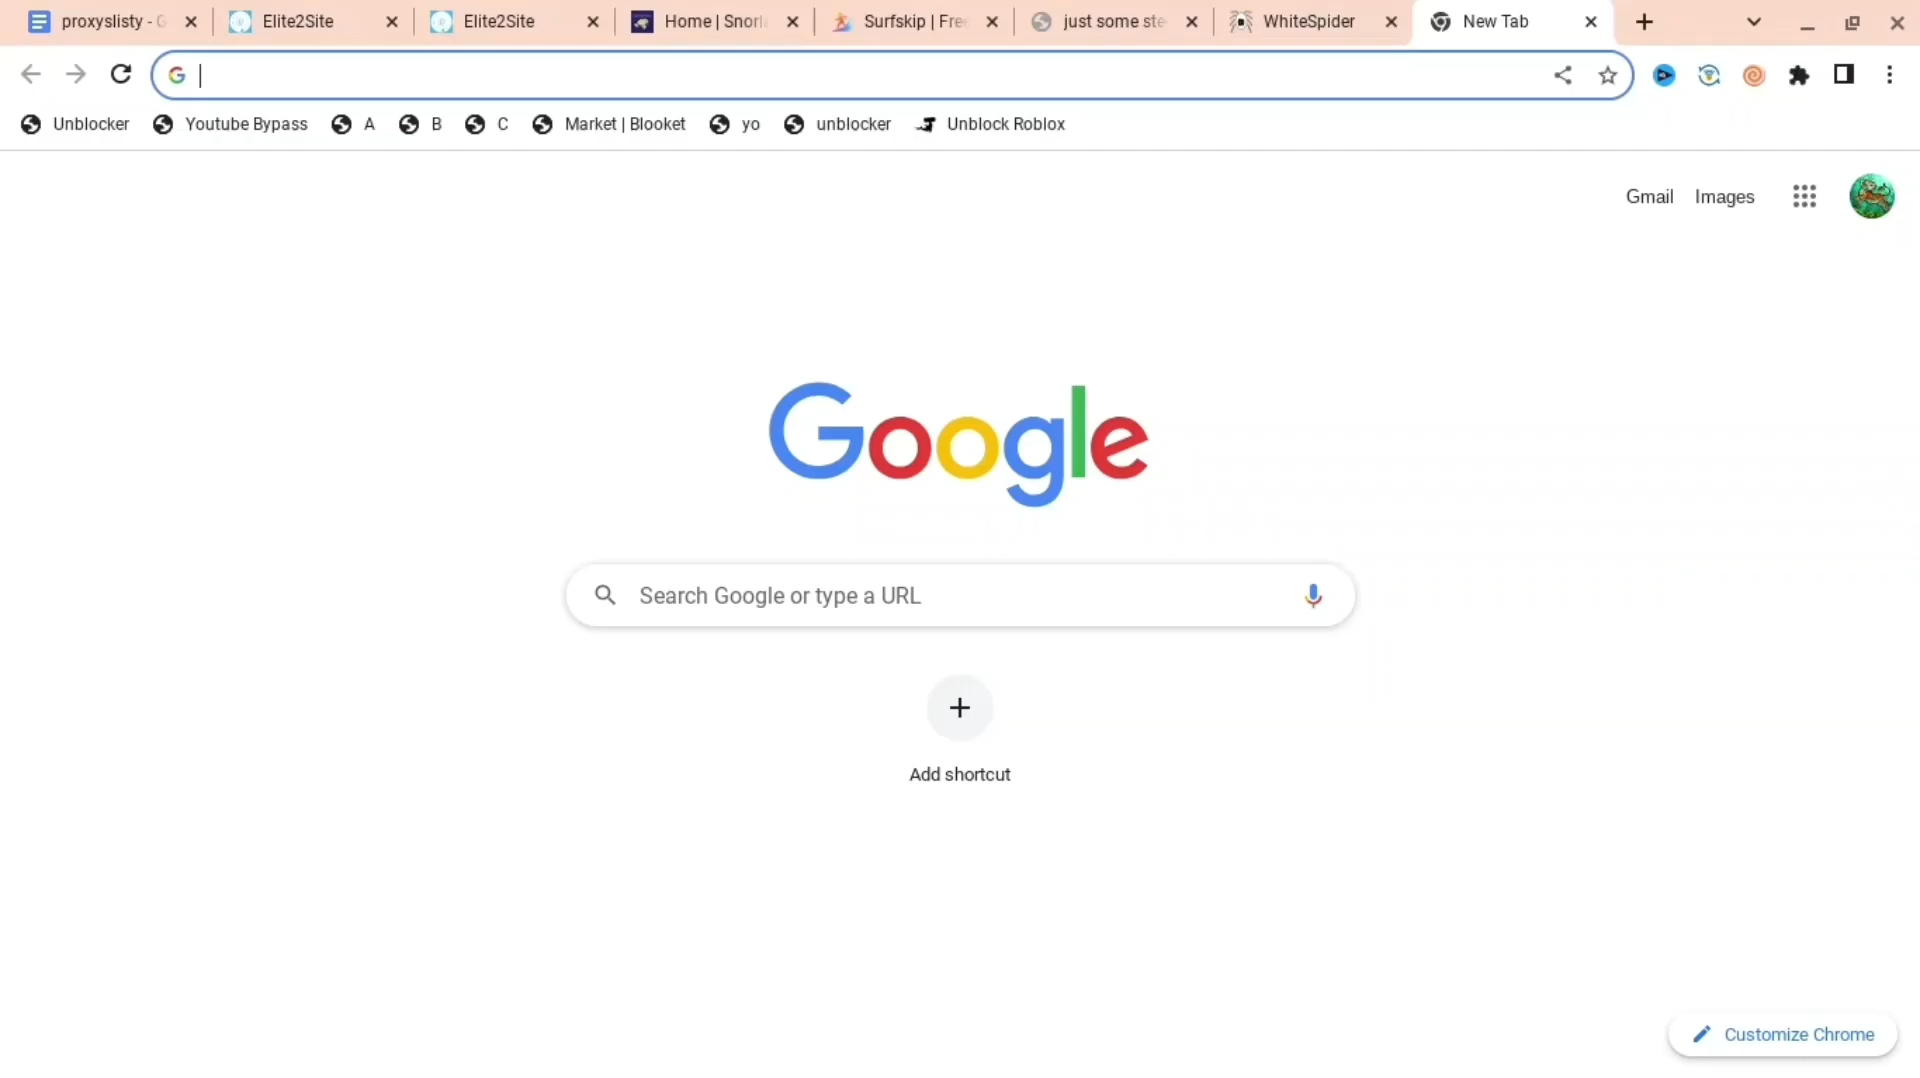 proxyslisty - G
Elite2Site
Elite2Site
Home | Snorl
Surfskip | Free
just some ste
WhiteSpider
New Tab
Unblocker
Youtube Bypass
A
B
C
Market | Blooket
yo
unblocker
Unblock Roblox
Gmail
Images
Google
Search Google or type a URL
Add shortcut
Customize Chrome